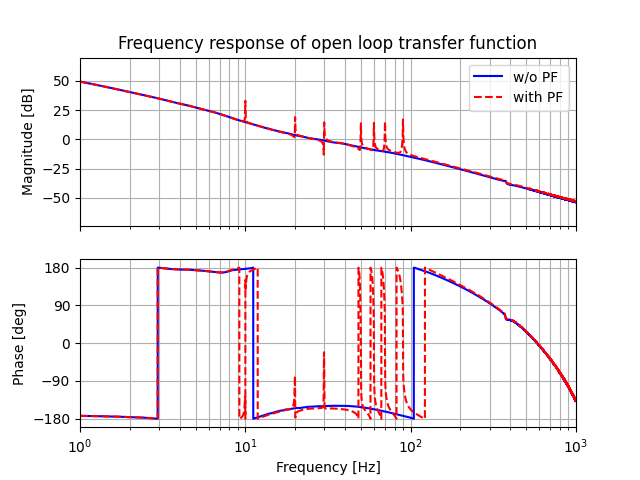 Frequency response of open loop transfer function
Magnitude [dB]
50
25
0
−25
−50
w/o PF
with PF
Phase [deg]
180
90
0
−90
−180
10^0
10^1
10^2
10^3
Frequency [Hz]